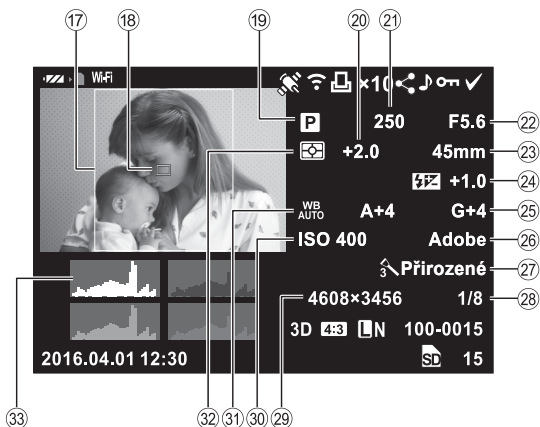 17 18 19 20 21
Wi-Fi ×10
P 250 F5.6 22
+2.0 45mm 23
+1.0 24
WB AUTO A+4 G+4 25
ISO 400 Adobe 26
3 Přirozené 27
4608×3456 1/8 28
3D 4:3 L N 100-0015
2016.04.01 12:30 SD 15
33 32 31 30 29